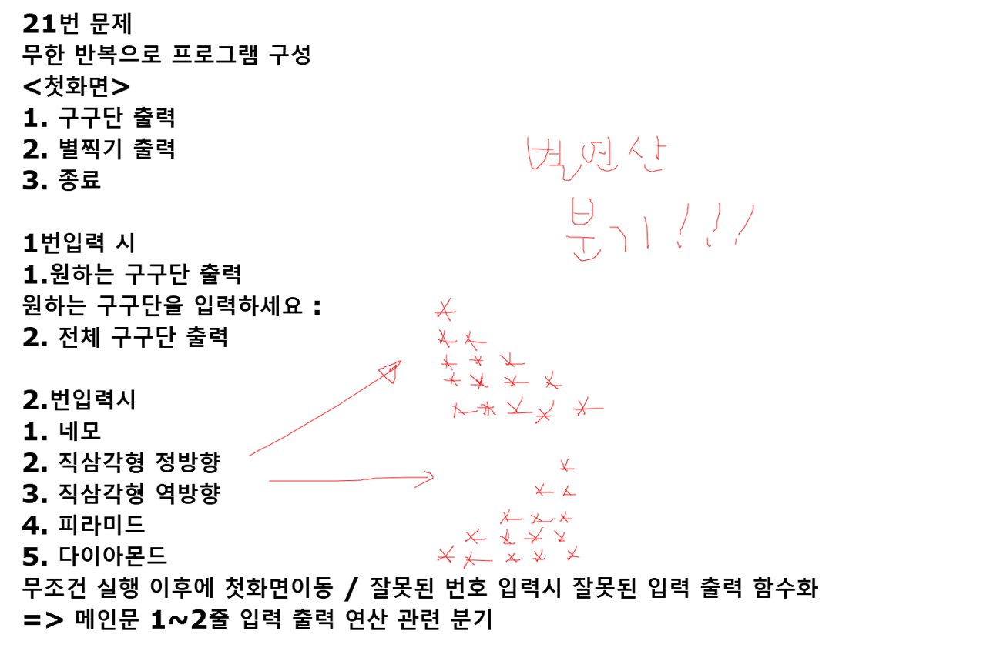 21번 문제
무한 반복으로 프로그램 구성
<첫화면>
1. 구구단 출력
2. 별찍기 출력
3. 종료
별연산
분기!!!
1번입력 시
1.원하는 구구단 출력
원하는 구구단을 입력하세요 :
2. 전체 구구단 출력
2.번입력시
1. 네모
2. 직삼각형 정방향
3. 직삼각형 역방향
4. 피라미드
5. 다이아몬드
*
* *
* * *
* * * *
* * * * *
*
* *
* * *
* * * *
* * * * *
무조건 실행 이후에 첫화면이동 / 잘못된 번호 입력시 잘못된 입력 출력 함수화
=> 메인문 1~2줄 입력 출력 연산 관련 분기